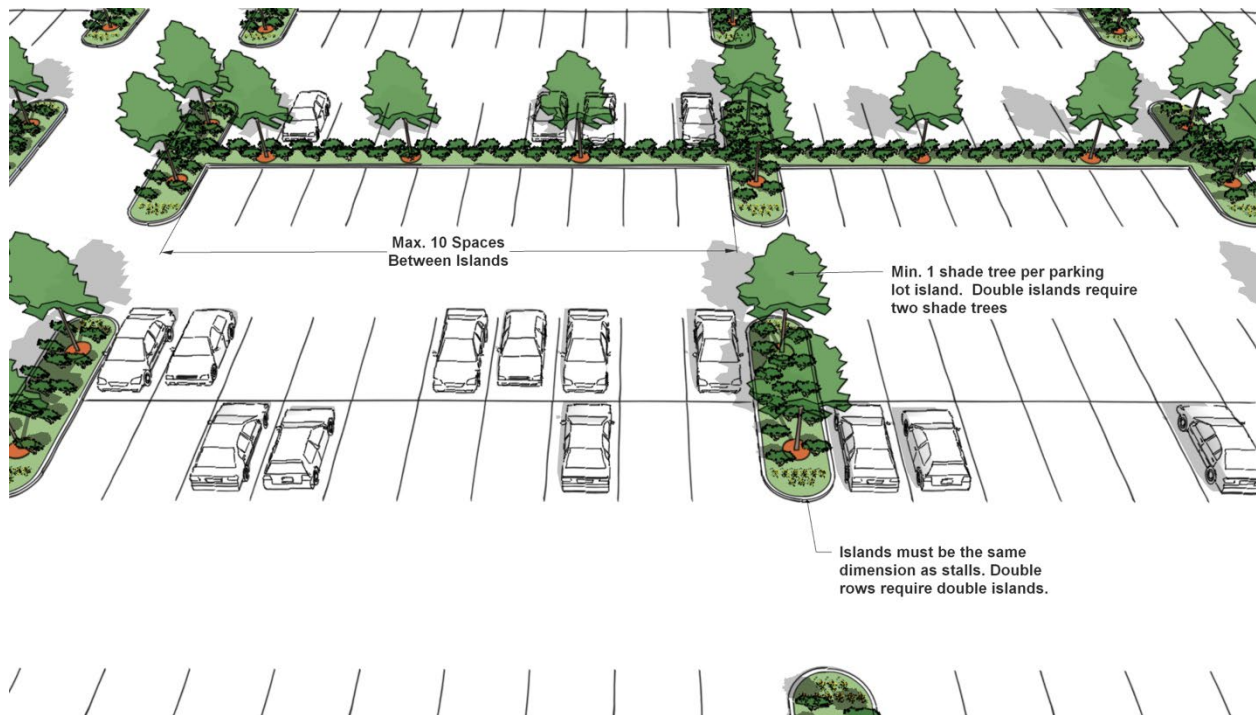 Max. 10 Spaces
Between Islands
Min. 1 shade tree per parking
lot island.  Double islands require
two shade trees
Islands must be the same
dimension as stalls. Double
rows require double islands.